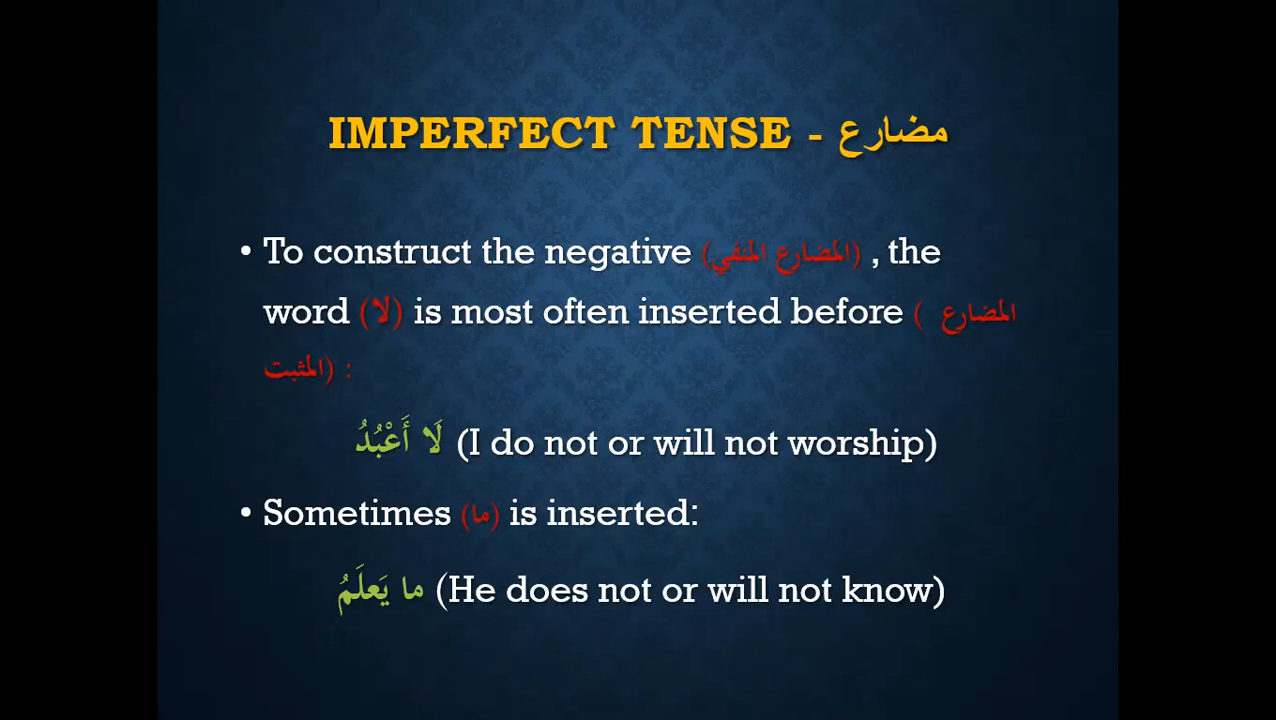 IMPERFECT TENSE - مضارع
• To construct the negative (المضارع المنفي) , the
word (لا) is most often inserted before ( المضارع
المثبت) :
لَا أَعْبُدُ (I do not or will not worship)
• Sometimes (ما) is inserted:
ما يَعلَمُ (He does not or will not know)